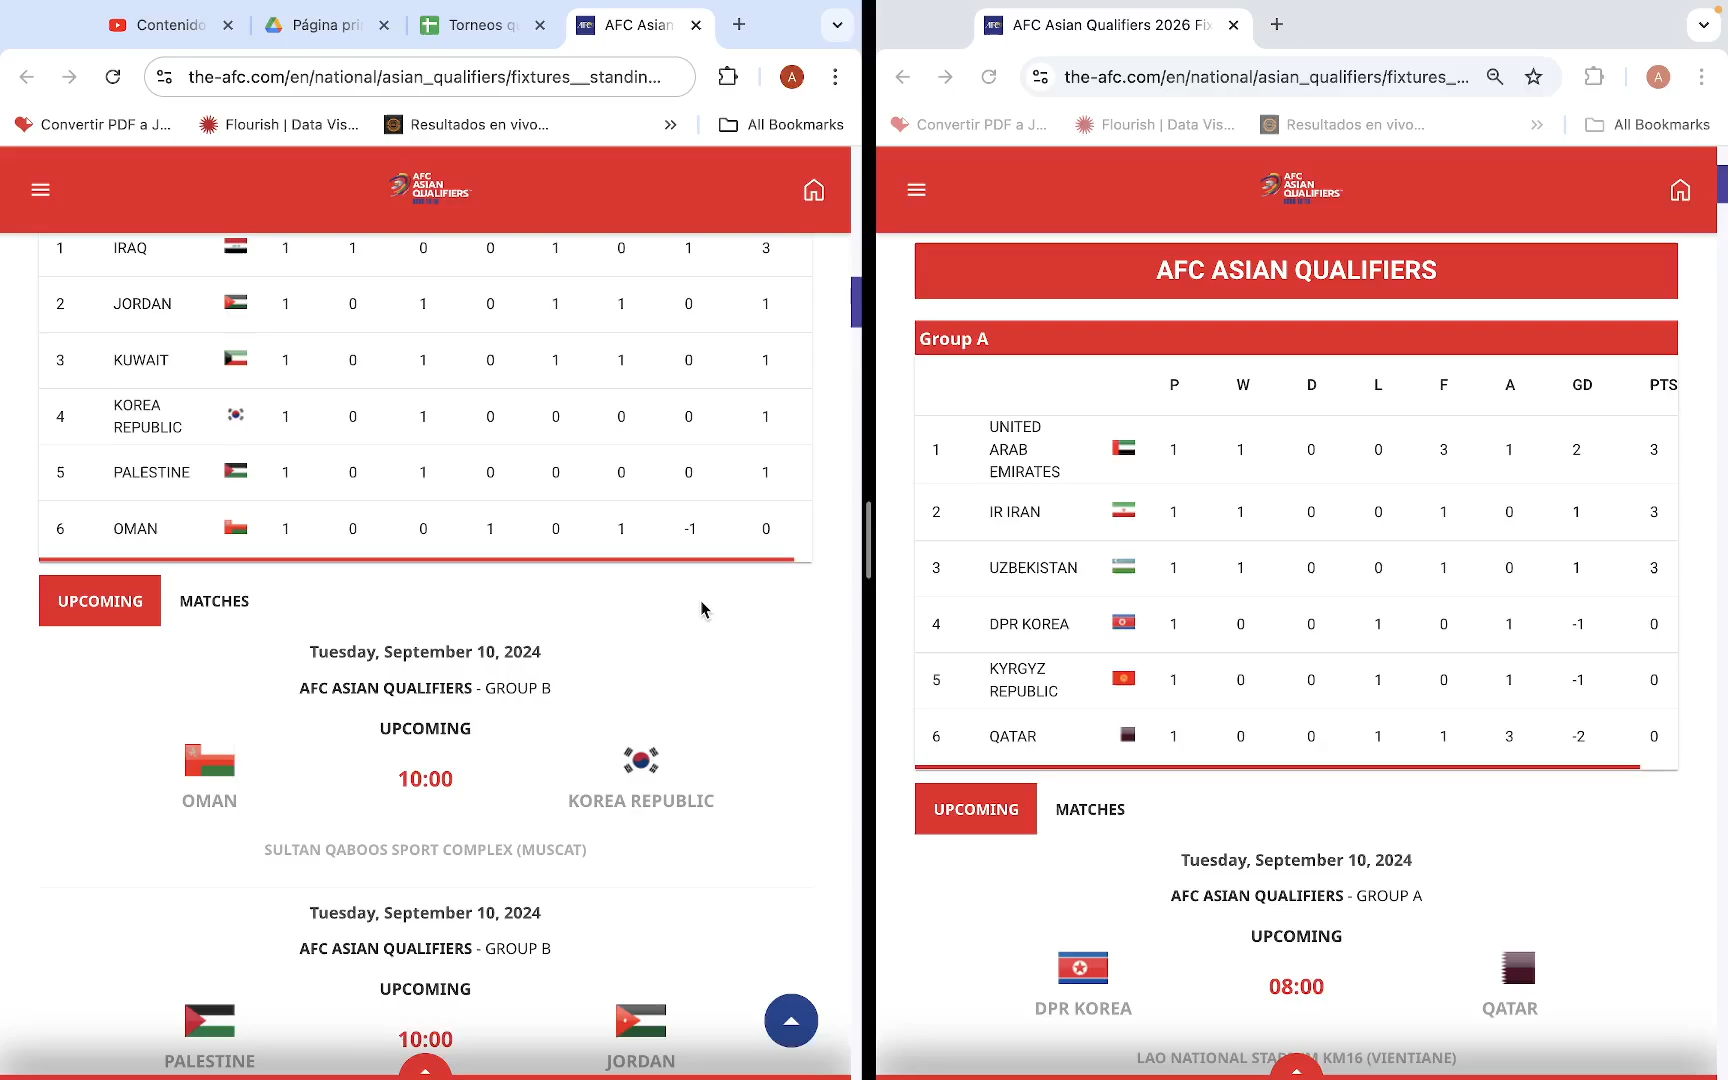 Contenido
Página pri
Torneos q
AFC Asian
the-afc.com/en/national/asian_qualifiers/fixtures__standin...
A
Convertir PDF a J...
Flourish | Data Vis...
Resultados en vivo...
»
All Bookmarks
AFC
ASIAN
QUALIFIERS
1 IRAQ 1 1 0 0 1 0 1 3
2 JORDAN 1 0 1 0 1 1 0 1
3 KUWAIT 1 0 1 0 1 1 0 1
4 KOREA REPUBLIC 1 0 1 0 0 0 0 1
5 PALESTINE 1 0 1 0 0 0 0 1
6 OMAN 1 0 0 1 0 1 -1 0
UPCOMING MATCHES
Tuesday, September 10, 2024
AFC ASIAN QUALIFIERS - GROUP B
UPCOMING
10:00
OMAN KOREA REPUBLIC
SULTAN QABOOS SPORT COMPLEX (MUSCAT)
Tuesday, September 10, 2024
AFC ASIAN QUALIFIERS - GROUP B
UPCOMING
10:00
PALESTINE JORDAN
AFC Asian Qualifiers 2026 Fi
the-afc.com/en/national/asian_qualifiers/fixtures_...
A
Convertir PDF a J...
Flourish | Data Vis...
Resultados en vivo...
»
All Bookmarks
AFC
ASIAN
QUALIFIERS
AFC ASIAN QUALIFIERS
Group A
P W D L F A GD PTS
1 UNITED ARAB EMIRATES 1 1 0 0 3 1 2 3
2 IR IRAN 1 1 0 0 1 0 1 3
3 UZBEKISTAN 1 1 0 0 1 0 1 3
4 DPR KOREA 1 0 0 1 0 1 -1 0
5 KYRGYZ REPUBLIC 1 0 0 1 0 1 -1 0
6 QATAR 1 0 0 1 1 3 -2 0
UPCOMING MATCHES
Tuesday, September 10, 2024
AFC ASIAN QUALIFIERS - GROUP A
UPCOMING
08:00
DPR KOREA QATAR
LAO NATIONAL KM16 (VIENTIANE)